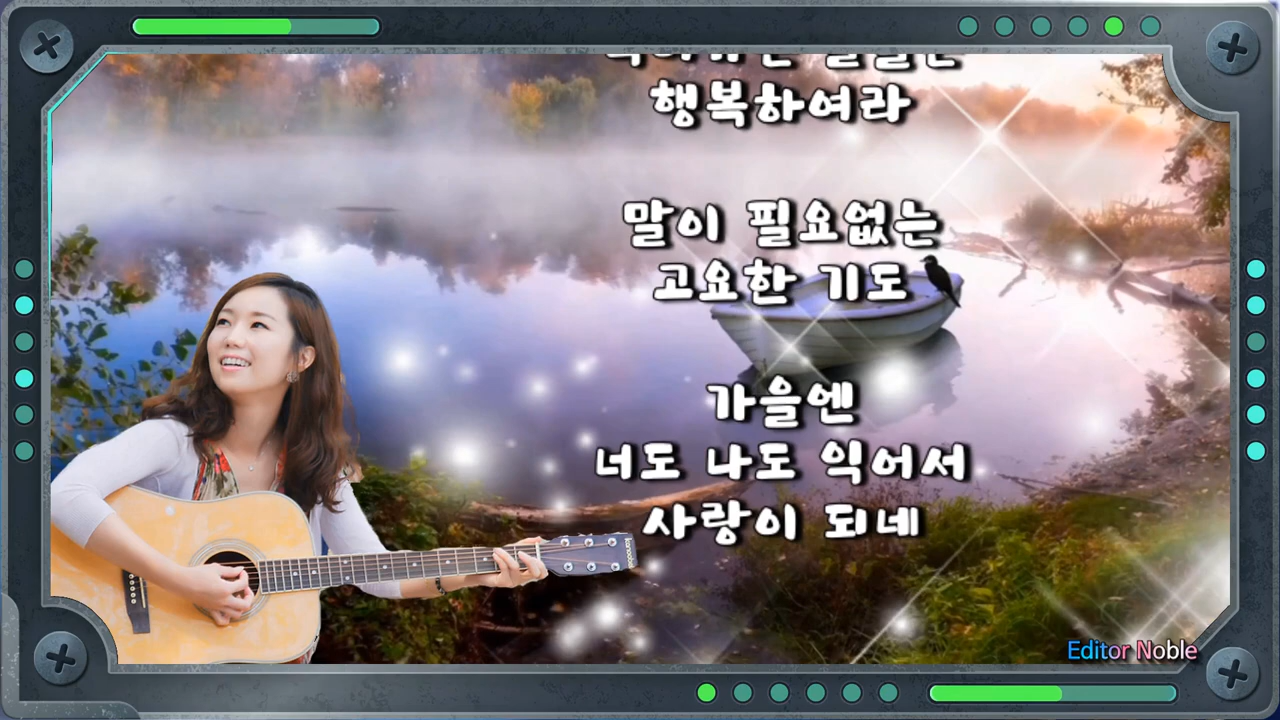 행복하여라
말이 필요없는
고요한 기도
가을엔
너도 나도 익어서
사랑이 되네
Editor Noble